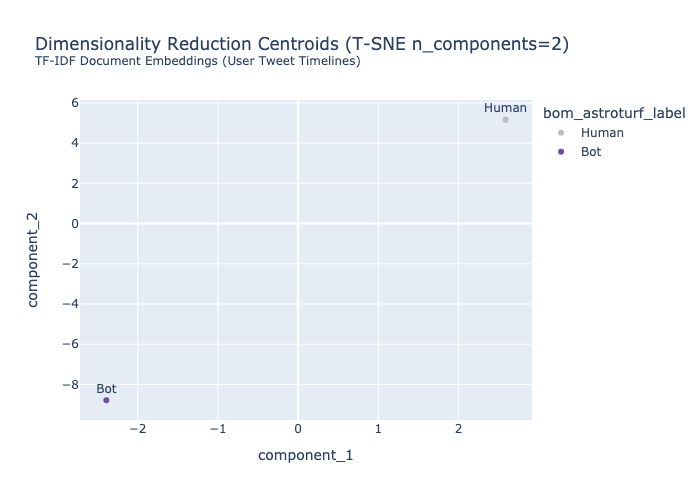 Dimensionality Reduction Centroids (T-SNE n_components=2)
TF-IDF Document Embeddings (User Tweet Timelines)
bom_astroturf_label
Human
Bot
Human
Bot
6
4
2
0
−2
−4
−6
−8
component_2
−2
−1
0
1
2
component_1